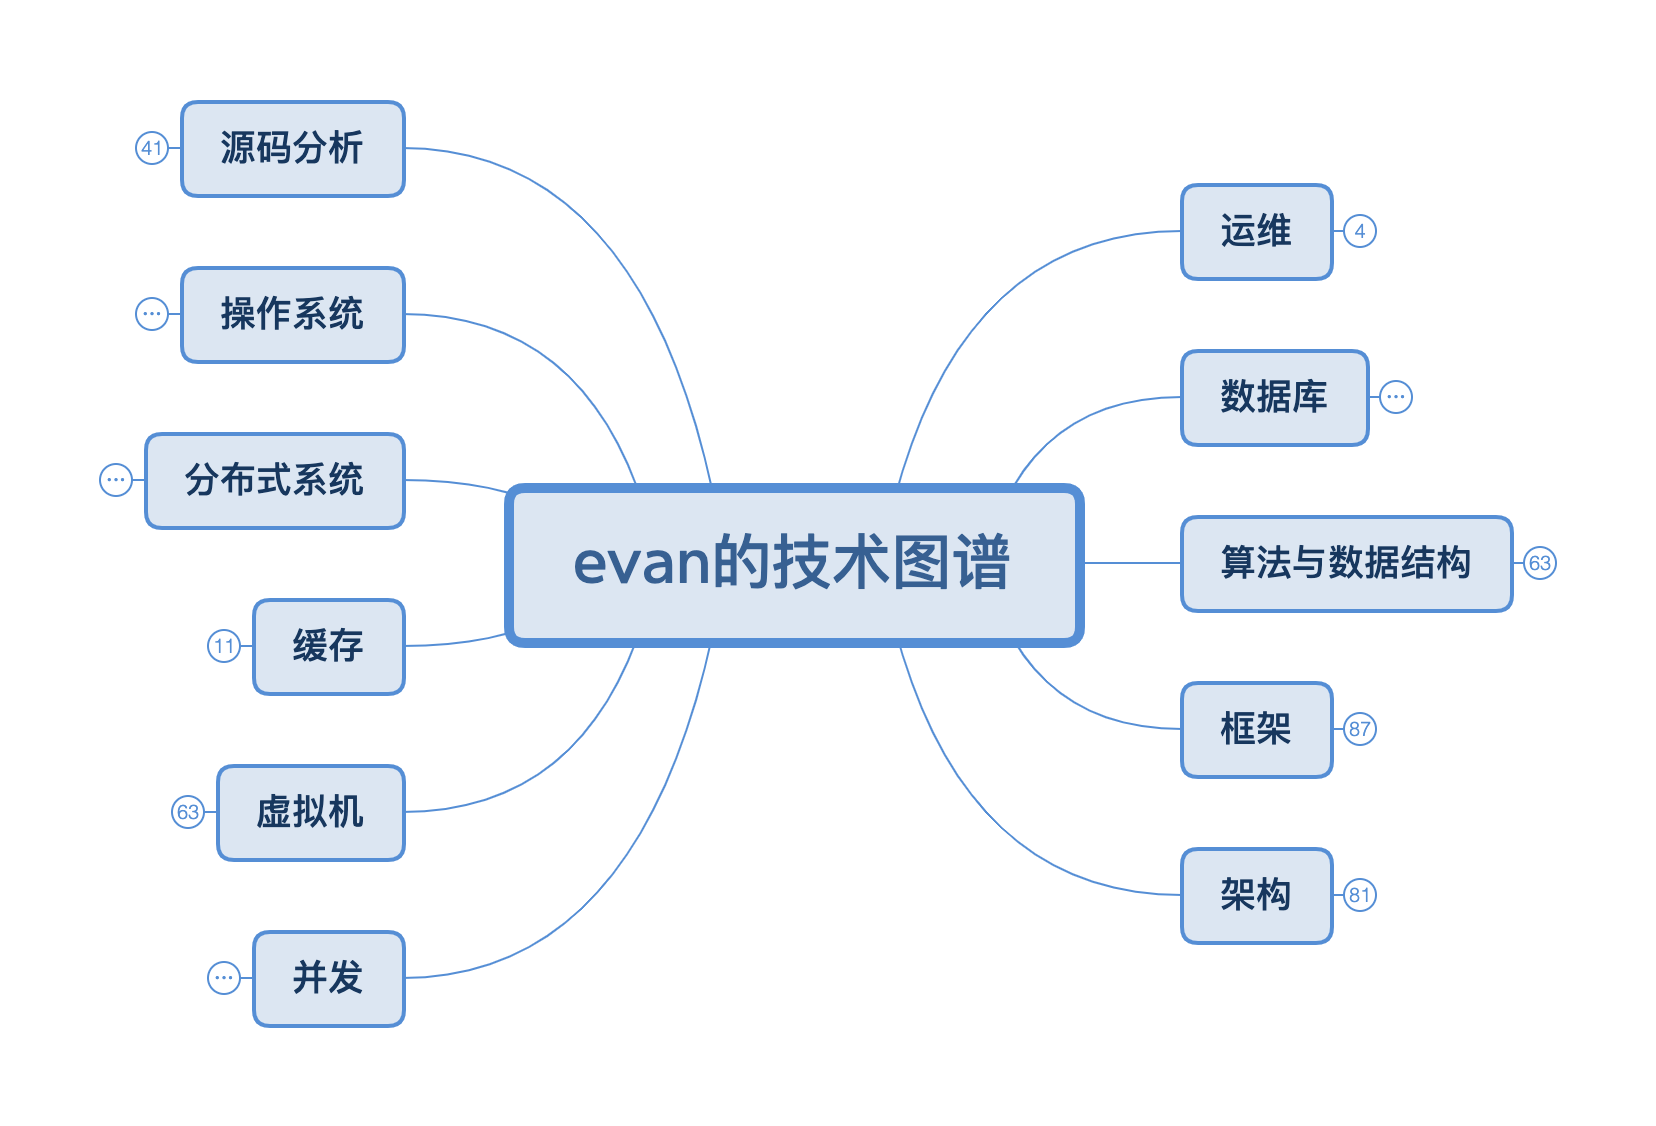 evan的技术图谱
源码分析
41
操作系统
...
分布式系统
...
缓存
11
虚拟机
63
并发
...
运维
4
数据库
...
算法与数据结构
63
框架
87
架构
81